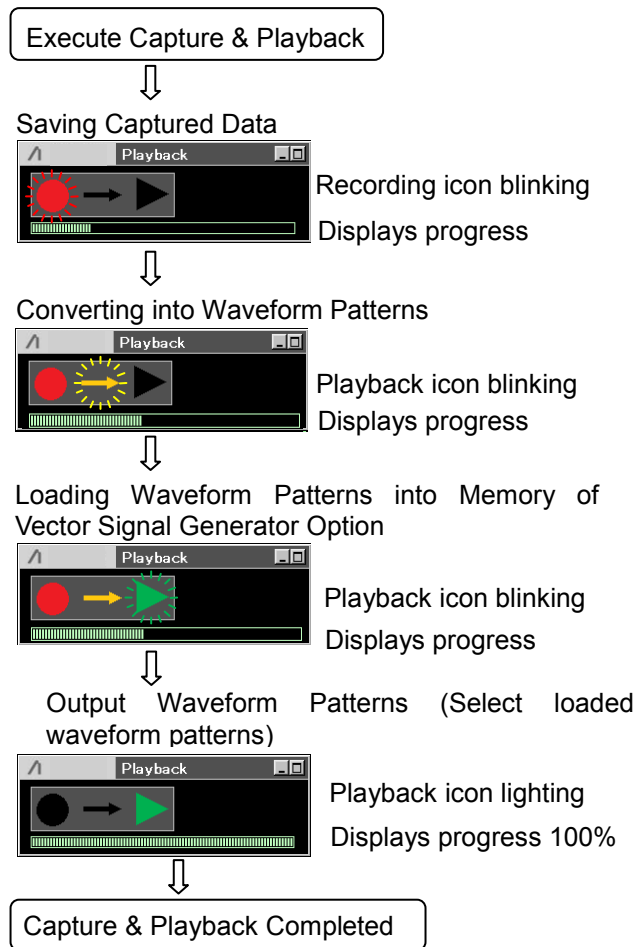 Execute Capture & Playback
Saving Captured Data
Playback
Recording icon blinking
Displays progress
Converting into Waveform Patterns
Playback
Playback icon blinking
Displays progress
Loading Waveform Patterns into Memory of
Vector Signal Generator Option
Playback
Playback icon blinking
Displays progress
Output Waveform Patterns (Select loaded
waveform patterns)
Playback
Playback icon lighting
Displays progress 100%
Capture & Playback Completed